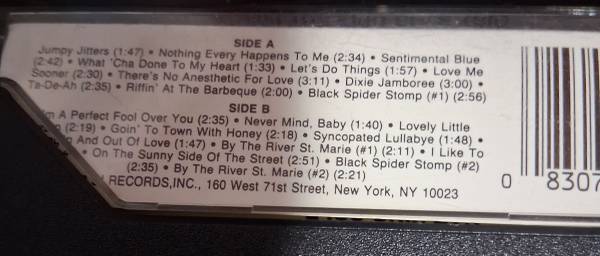 SIDE A
Jumpy Jitters (1:47) • Nothing Every Happens To Me (2:34) • Sentimental Blue
(2:42) • What 'Cha Done To My Heart (1:33) • Let's Do Things (1:57) • Love Me
Sooner (2:30) • There's No Anesthetic For Love (3:11) • Dixie Jamboree (3:00) •
Ta-De-Ah (2:35) • Riffin' At The Barbeque (2:00) • Black Spider Stomp (#1) (2:56)
SIDE B
A Perfect Fool Over You (2:35) • Never Mind, Baby (1:40) • Lovely Little
(2:19) • Goin' To Town With Honey (2:18) • Syncopated Lullabye (1:48) •
And Out Of Love (1:47) • By The River St. Marie (#1) (2:11) • I Like To
• On The Sunny Side Of The Street (2:51) • Black Spider Stomp (#2)
(2:35) • By The River St. Marie (#2) (2:21)
RECORDS,INC., 160 West 71st Street, New York, NY 10023
0 8307